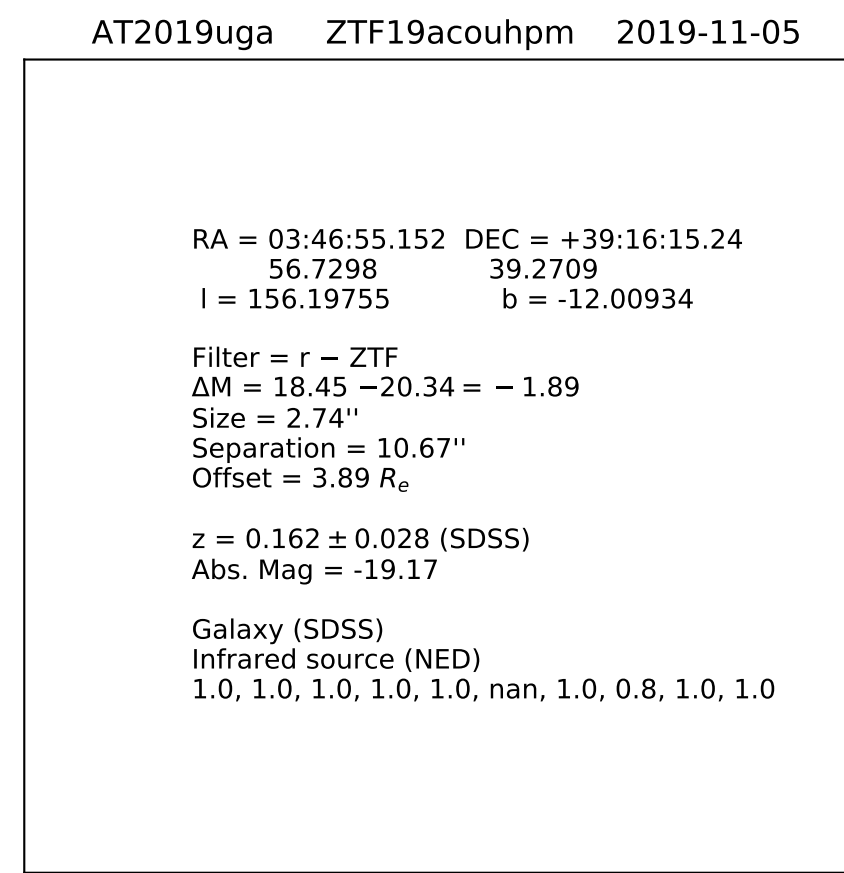 AT2019uga ZTF19acouhpm 2019-11-05
RA = 03:46:55.152 DEC = +39:16:15.24
56.7298 39.2709
l = 156.19755 b = -12.00934
Filter = r − ZTF
ΔM = 18.45 −20.34 = − 1.89
Size = 2.74''
Separation = 10.67''
Offset = 3.89 Rₑ
z = 0.162 ± 0.028 (SDSS)
Abs. Mag = -19.17
Galaxy (SDSS)
Infrared source (NED)
1.0, 1.0, 1.0, 1.0, 1.0, nan, 1.0, 0.8, 1.0, 1.0